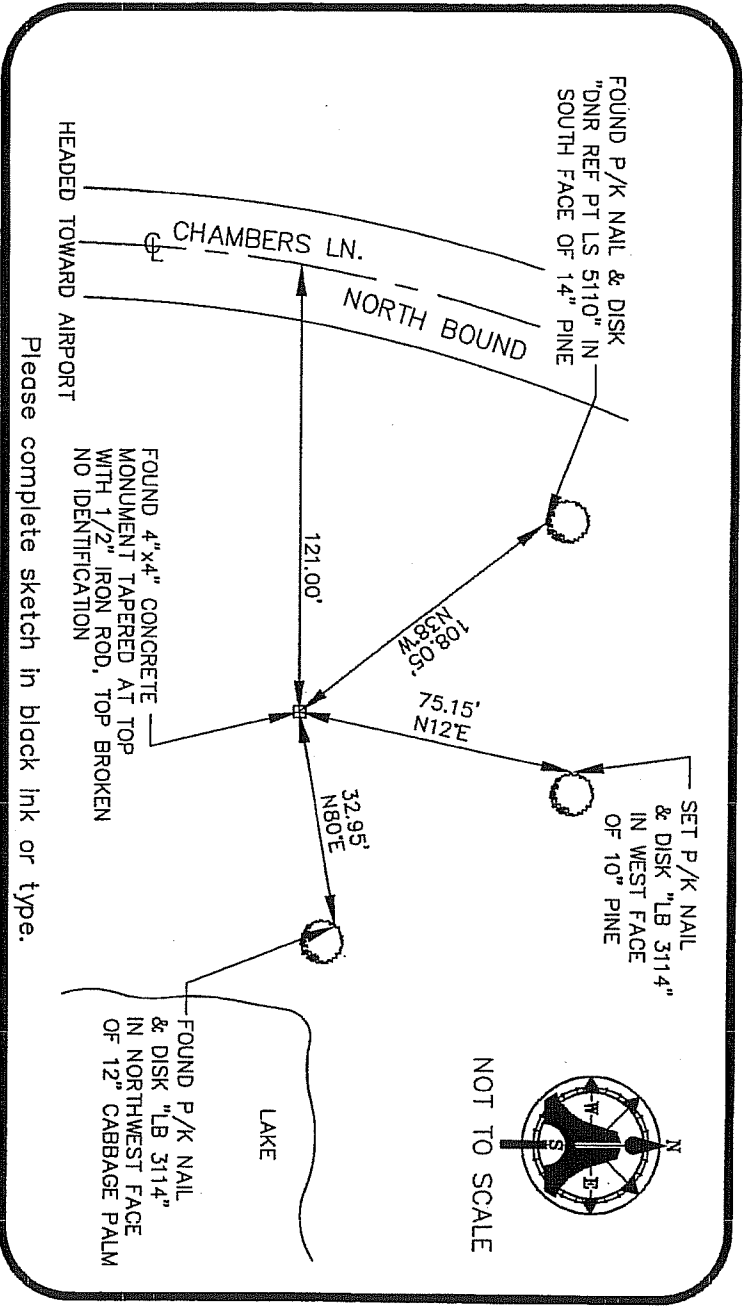 FOUND P/K NAIL & DISK
"DNR REF PT LS 5110" IN
SOUTH FACE OF 14" PINE
SET P/K NAIL
& DISK "LB 3114"
IN WEST FACE
OF 10" PINE
N
W
E
S
NOT TO SCALE
CHAMBERS LN.
NORTH BOUND
℄
HEADED TOWARD AIRPORT
121.00'
108.05'
N38°W
75.15'
N12°E
32.95'
N80°E
FOUND 4"x4" CONCRETE
MONUMENT TAPERED AT TOP
WITH 1/2" IRON ROD, TOP BROKEN
NO IDENTIFICATION
LAKE
FOUND P/K NAIL
& DISK "LB 3114"
IN NORTHWEST FACE
OF 12" CABBAGE PALM
Please complete sketch in black ink or type.